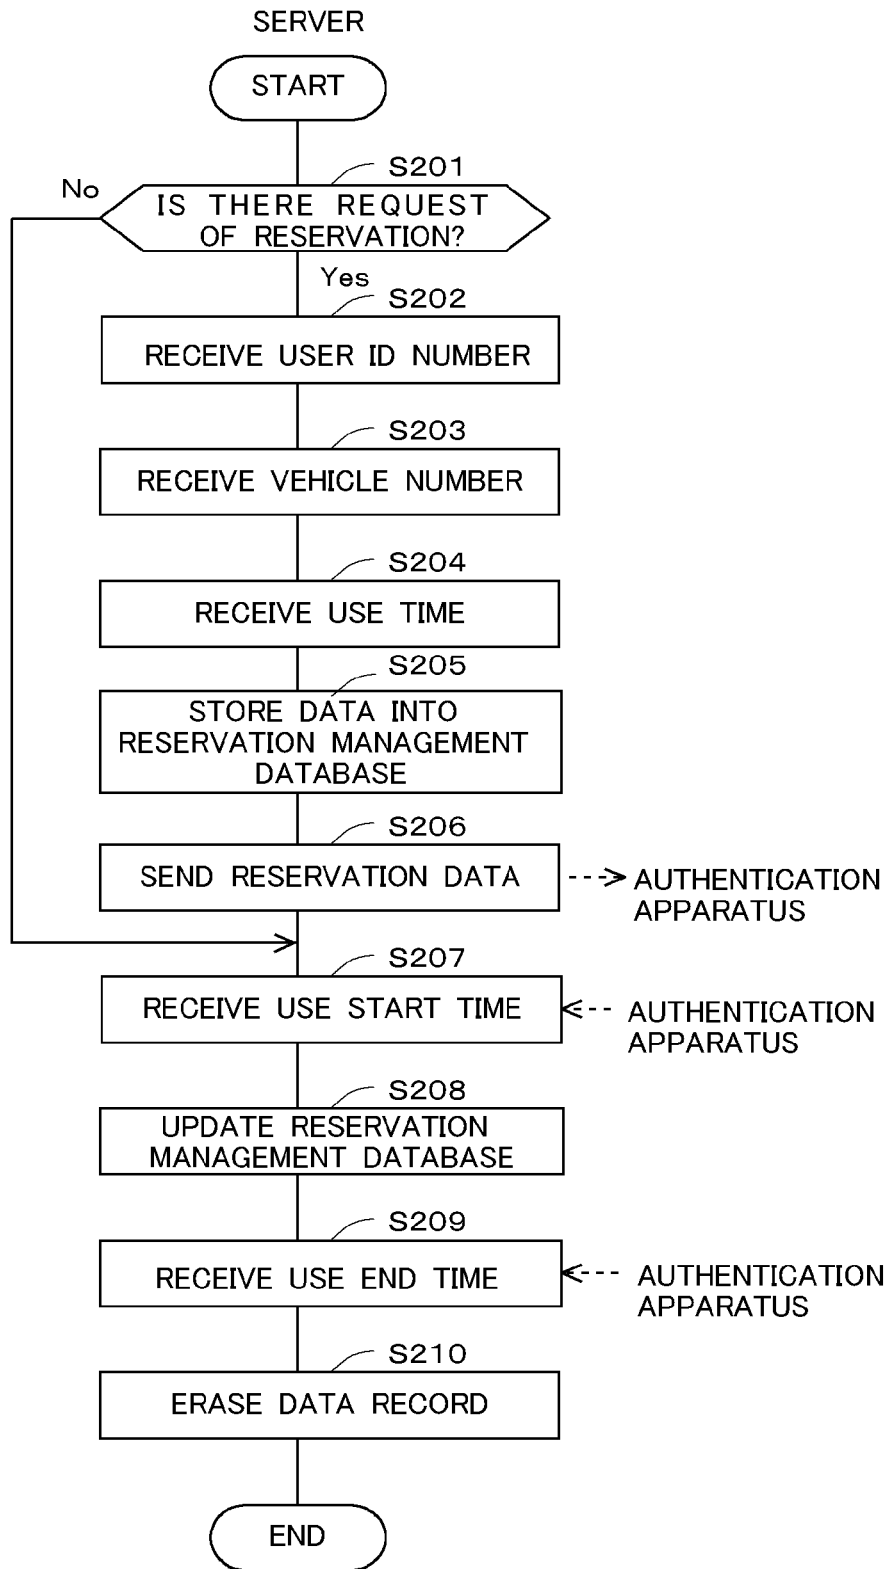 SERVER
START
S201
No
IS THERE REQUEST
OF RESERVATION?
Yes
S202
RECEIVE USER ID NUMBER
S203
RECEIVE VEHICLE NUMBER
S204
RECEIVE USE TIME
S205
STORE DATA INTO
RESERVATION MANAGEMENT
DATABASE
S206
SEND RESERVATION DATA
AUTHENTICATION
APPARATUS
S207
RECEIVE USE START TIME
AUTHENTICATION
APPARATUS
S208
UPDATE RESERVATION
MANAGEMENT DATABASE
S209
RECEIVE USE END TIME
AUTHENTICATION
APPARATUS
S210
ERASE DATA RECORD
END